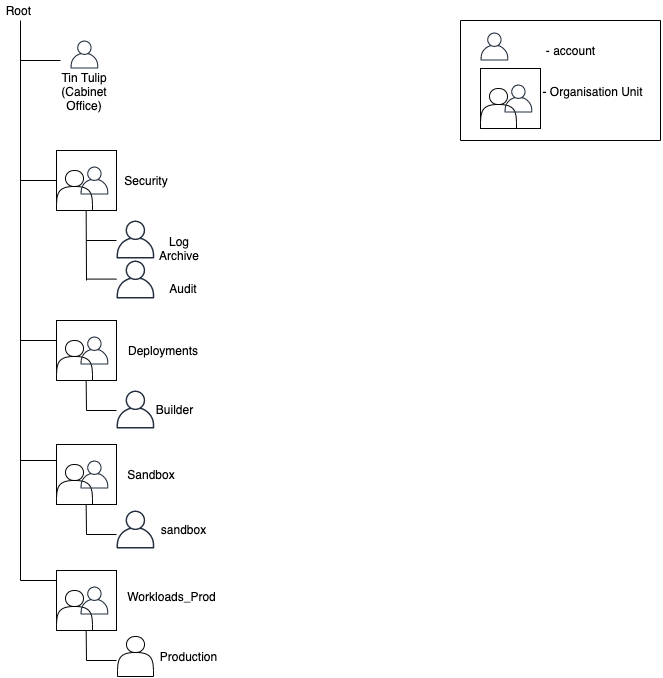 Root
Tin Tulip
(Cabinet
Office)
- account
- Organisation Unit
Security
Log
Archive
Audit
Deployments
Builder
Sandbox
sandbox
Workloads_Prod
Production